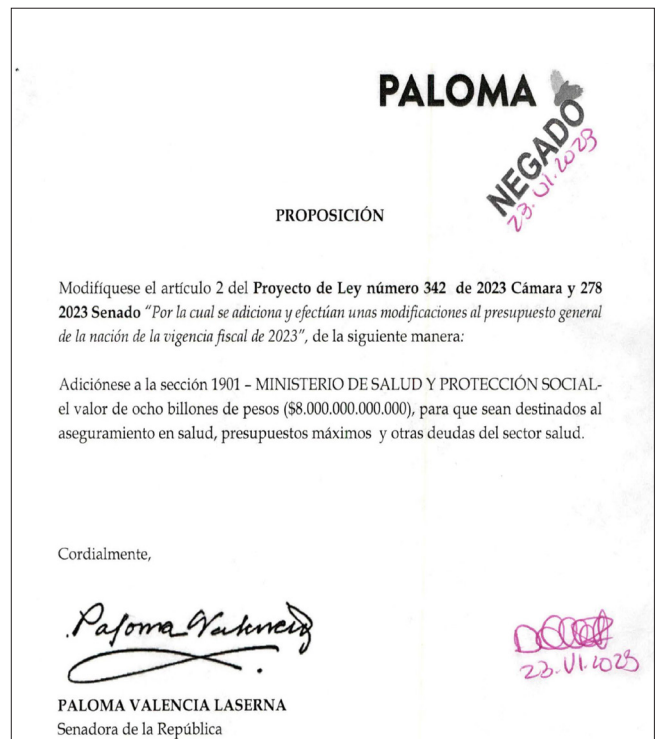 PALOMA
NEGADO
23.VI.2023
PROPOSICIÓN
Modifíquese el artículo 2 del Proyecto de Ley número 342 de 2023 Cámara y 278
2023 Senado "Por la cual se adiciona y efectúan unas modificaciones al presupuesto general
de la nación de la vigencia fiscal de 2023", de la siguiente manera:
Adiciónese a la sección 1901 – MINISTERIO DE SALUD Y PROTECCIÓN SOCIAL-
el valor de ocho billones de pesos ($8.000.000.000.000), para que sean destinados al
aseguramiento en salud, presupuestos máximos y otras deudas del sector salud.
Cordialmente,
Paloma Valencia
23.VI.2023
PALOMA VALENCIA LASERNA
Senadora de la República